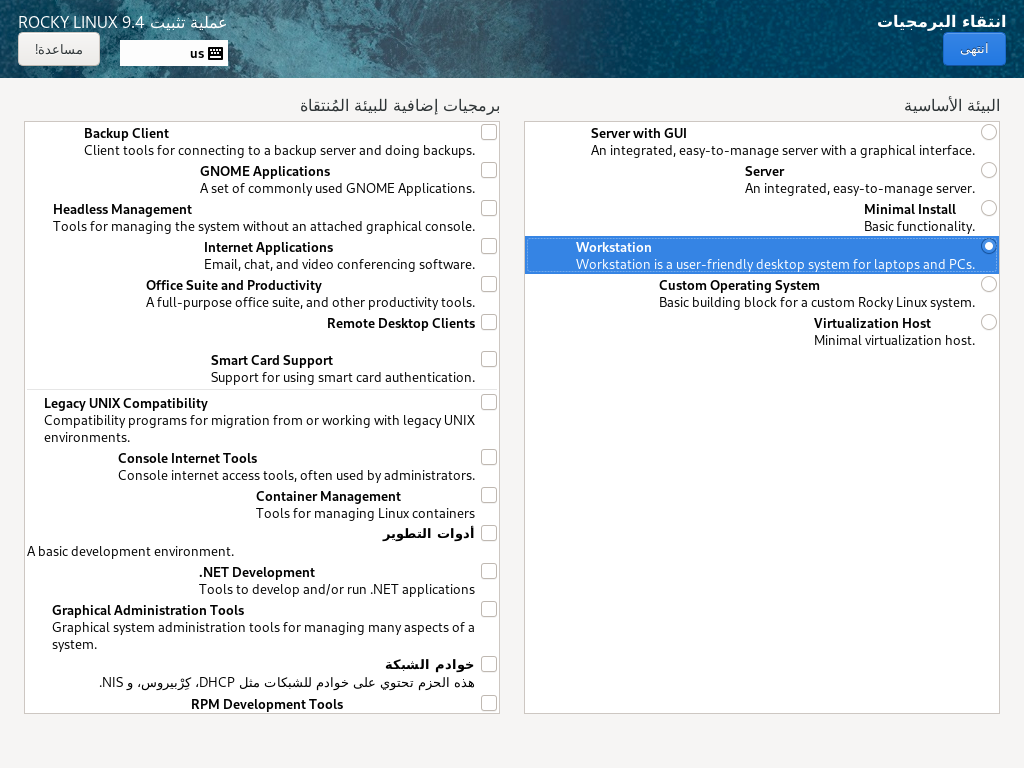 انتقاء البرمجيات
عملية تثبيت ROCKY LINUX 9.4
انتهى
us
مساعدة!
البيئة الأساسية
Server with GUI
An integrated, easy-to-manage server with a graphical interface.
Server
An integrated, easy-to-manage server.
Minimal Install
Basic functionality.
Workstation
Workstation is a user-friendly desktop system for laptops and PCs.
Custom Operating System
Basic building block for a custom Rocky Linux system.
Virtualization Host
Minimal virtualization host.
برمجيات إضافية للبيئة المُنتقاة
Backup Client
Client tools for connecting to a backup server and doing backups.
GNOME Applications
A set of commonly used GNOME Applications.
Headless Management
Tools for managing the system without an attached graphical console.
Internet Applications
Email, chat, and video conferencing software.
Office Suite and Productivity
A full-purpose office suite, and other productivity tools.
Remote Desktop Clients
Smart Card Support
Support for using smart card authentication.
Legacy UNIX Compatibility
Compatibility programs for migration from or working with legacy UNIX
environments.
Console Internet Tools
Console internet access tools, often used by administrators.
Container Management
Tools for managing Linux containers
أدوات التطوير
A basic development environment.
.NET Development
Tools to develop and/or run .NET applications
Graphical Administration Tools
Graphical system administration tools for managing many aspects of a
system.
خوادم الشبكة
هذه الحزم تحتوي على خوادم للشبكات مثل DHCP، كِرْبيروس، و NIS.
RPM Development Tools